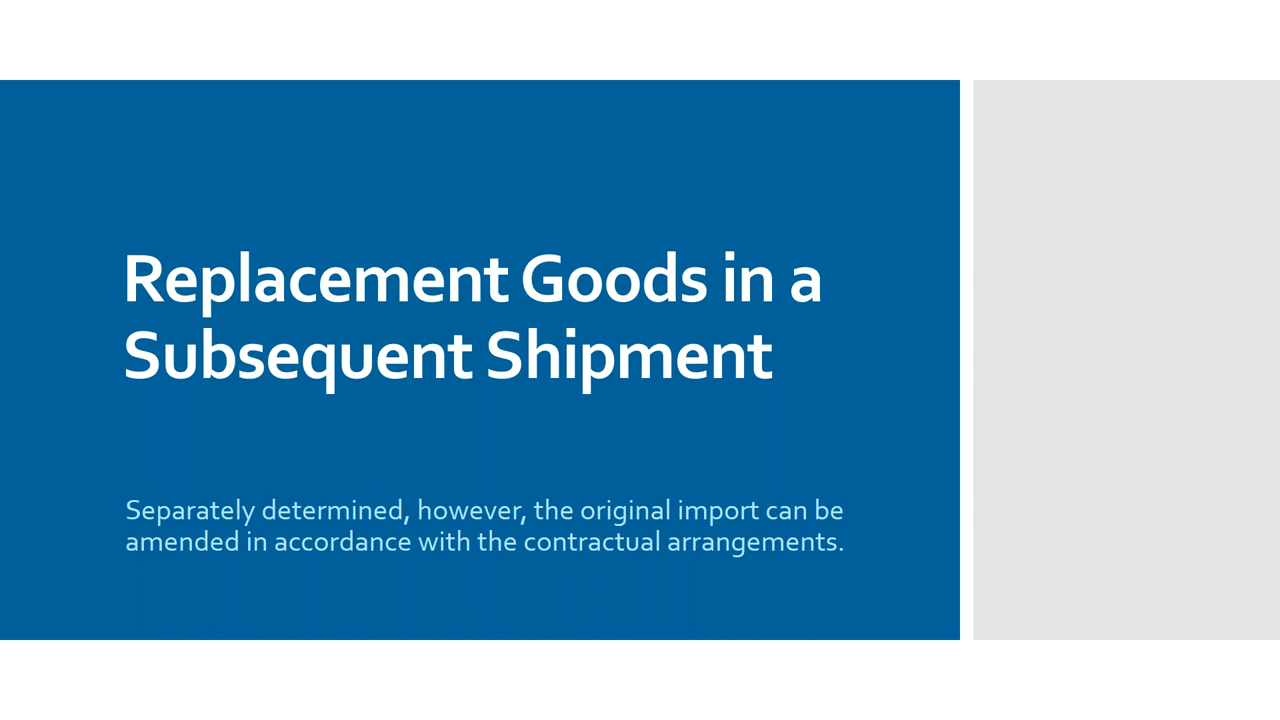 Replacement Goods in a
Subsequent Shipment
Separately determined, however, the original import can be
amended in accordance with the contractual arrangements.